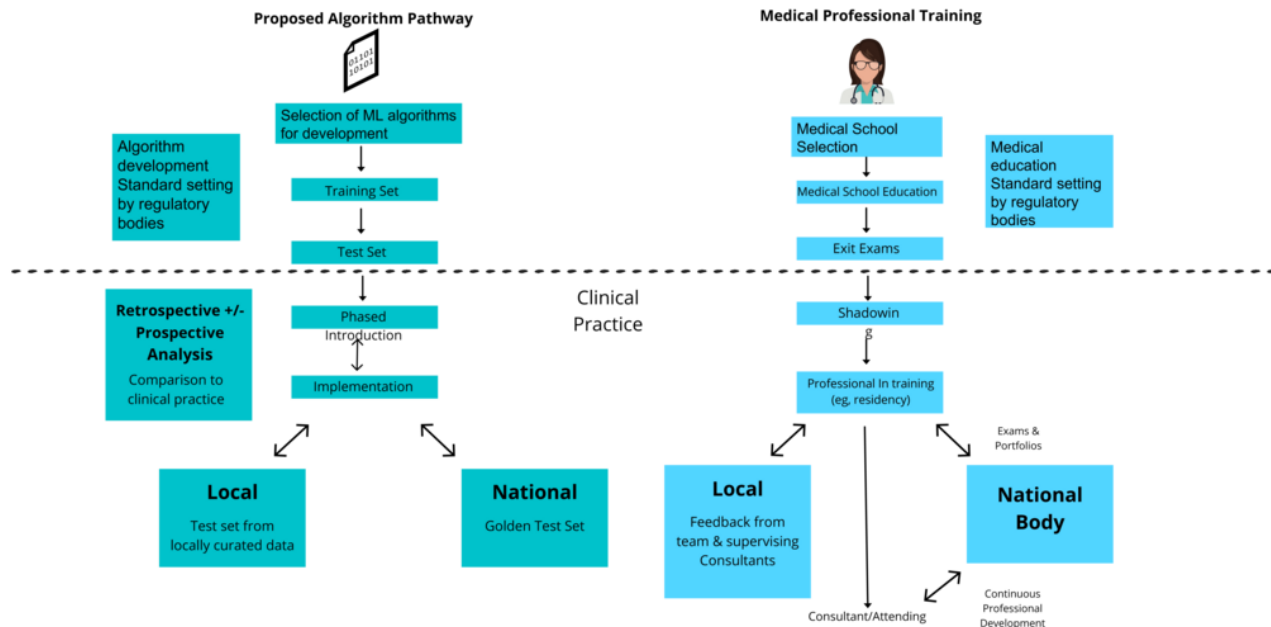 Proposed Algorithm Pathway
01101
10101
Selection of ML algorithms
for development
Algorithm
development
Standard setting
by regulatory
bodies
Training Set
Test Set
Retrospective +/-
Prospective
Analysis
Comparison to
clinical practice
Phased
Introduction
Implementation
Local
Test set from
locally curated data
National
Golden Test Set
Clinical
Practice
Medical Professional Training
Medical School
Selection
Medical School Education
Exit Exams
Medical
education
Standard setting
by regulatory
bodies
Shadowin
g
Professional In training
(eg, residency)
Exams &
Portfolios
Local
Feedback from
team & supervising
Consultants
National
Body
Consultant/Attending
Continuous
Professional
Development